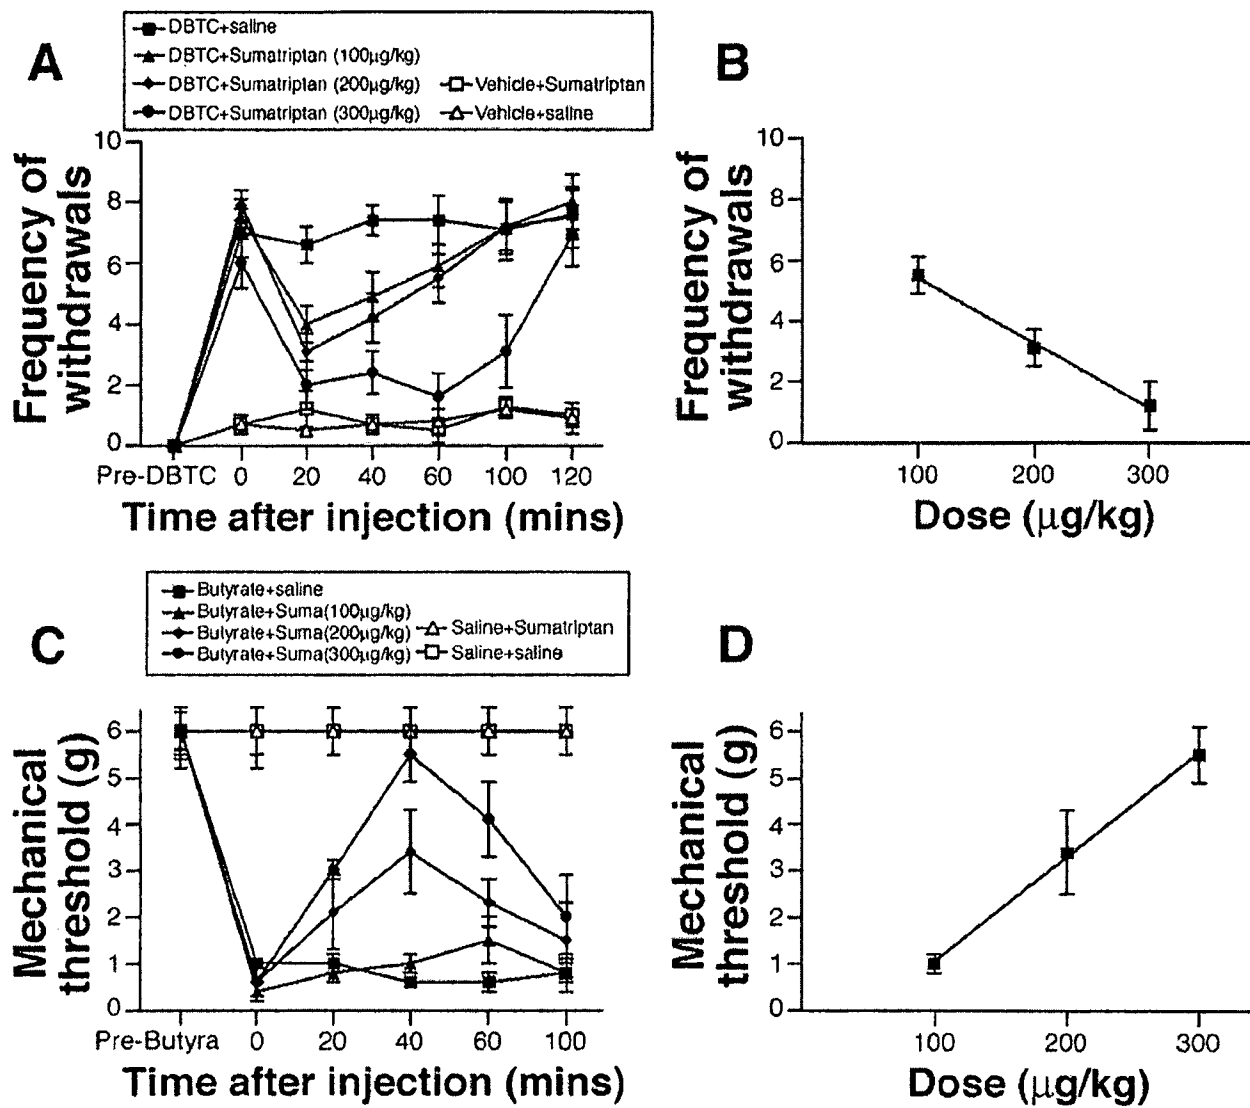 A
DBTC+saline
DBTC+Sumatriptan (100µg/kg)
DBTC+Sumatriptan (200µg/kg)
DBTC+Sumatriptan (300µg/kg)
Vehicle+Sumatriptan
Vehicle+saline
Frequency of
withdrawals
10
8
6
4
2
0
Pre-DBTC 0 20 40 60 100 120
Time after injection (mins)
B
Frequency of
withdrawals
10
8
6
4
2
0
100 200 300
Dose (µg/kg)
C
Butyrate+saline
Butyrate+Suma(100µg/kg)
Butyrate+Suma(200µg/kg)
Butyrate+Suma(300µg/kg)
Saline+Sumatriptan
Saline+saline
Mechanical
threshold (g)
6
5
4
3
2
1
0
Pre-Butyra 0 20 40 60 100
Time after injection (mins)
D
Mechanical
threshold (g)
6
5
4
3
2
1
0
100 200 300
Dose (µg/kg)